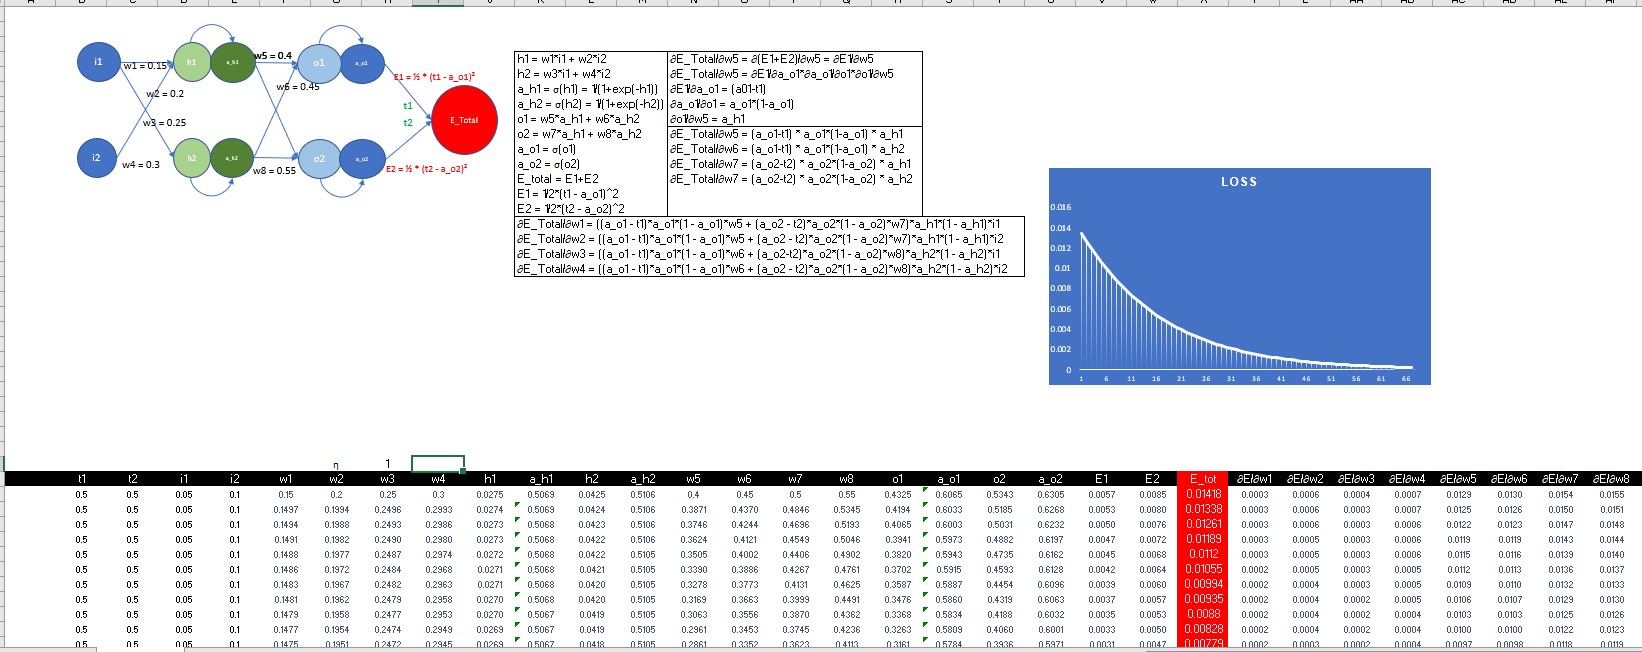 i1
h1
a_h1
w5 = 0.4
o1
a_o1
w1 = 0.15
E1 = ½ * (t1 - a_o1)²
w2 = 0.2
w6 = 0.45
t1
w3 = 0.25
t2
E_Total
i2
h2
a_h2
o2
a_o2
w4 = 0.3
w8 = 0.55
E2 = ½ * (t2 - a_o2)²
h1 = w1*i1 + w2*i2
h2 = w3*i1 + w4*i2
a_h1 = σ(h1) = 1/(1+exp(-h1))
a_h2 = σ(h2) = 1/(1+exp(-h2))
o1 = w5*a_h1 + w6*a_h2
o2 = w7*a_h1 + w8*a_h2
a_o1 = σ(o1)
a_o2 = σ(o2)
E_total = E1+E2
E1 = 1/2*(t1 - a_o1)^2
E2 = 1/2*(t2 - a_o2)^2
∂E_Total/∂w5 = ∂(E1+E2)/∂w5 = ∂E1/∂w5
∂E_Total/∂w5 = ∂E1/∂a_o1*∂a_o1/∂o1*∂o1/∂w5
∂E1/∂a_o1 = (a01-t1)
∂a_o1/∂o1 = a_o1*(1-a_o1)
∂o1/∂w5 = a_h1
∂E_Total/∂w5 = (a_o1-t1) * a_o1*(1-a_o1) * a_h1
∂E_Total/∂w6 = (a_o1-t1) * a_o1*(1-a_o1) * a_h2
∂E_Total/∂w7 = (a_o2-t2) * a_o2*(1-a_o2) * a_h1
∂E_Total/∂w7 = (a_o2-t2) * a_o2*(1-a_o2) * a_h2
∂E_Total/∂w1 = ((a_o1 - t1)*a_o1*(1 - a_o1)*w5 + (a_o2 - t2)*a_o2*(1 - a_o2)*w7)*a_h1*(1 - a_h1)*i1
∂E_Total/∂w2 = ((a_o1 - t1)*a_o1*(1 - a_o1)*w5 + (a_o2 - t2)*a_o2*(1 - a_o2)*w7)*a_h1*(1 - a_h1)*i2
∂E_Total/∂w3 = ((a_o1 - t1)*a_o1*(1 - a_o1)*w6 + (a_o2-t2)*a_o2*(1 - a_o2)*w8)*a_h2*(1 - a_h2)*i1
∂E_Total/∂w4 = ((a_o1 - t1)*a_o1*(1 - a_o1)*w6 + (a_o2 - t2)*a_o2*(1 - a_o2)*w8)*a_h2*(1 - a_h2)*i2
LOSS
0.016
0.014
0.012
0.01
0.008
0.006
0.004
0.002
0
1 6 11 16 21 26 31 36 41 46 51 56 61 66
η 1
t1 t2 i1 i2 w1 w2 w3 w4 h1 a_h1 h2 a_h2 w5 w6 w7 w8 o1 a_o1 o2 a_o2 E1 E2 E_tot ∂E/∂w1 ∂E/∂w2 ∂E/∂w3 ∂E/∂w4 ∂E/∂w5 ∂E/∂w6 ∂E/∂w7 ∂E/∂w8
0.5 0.5 0.05 0.1 0.15 0.2 0.25 0.3 0.0275 0.5069 0.0425 0.5106 0.4 0.45 0.5 0.55 0.4325 0.6065 0.5343 0.6305 0.0057 0.0085 0.01418 0.0003 0.0006 0.0004 0.0007 0.0129 0.0130 0.0154 0.0155
0.5 0.5 0.05 0.1 0.1497 0.1994 0.2496 0.2993 0.0274 0.5069 0.0424 0.5106 0.3871 0.4370 0.4846 0.5345 0.4194 0.6033 0.5185 0.6268 0.0053 0.0080 0.01338 0.0003 0.0006 0.0004 0.0007 0.0125 0.0126 0.0150 0.0151
0.5 0.5 0.05 0.1 0.1494 0.1988 0.2493 0.2986 0.0273 0.5068 0.0423 0.5106 0.3746 0.4244 0.4696 0.5193 0.4065 0.6003 0.5031 0.6232 0.0050 0.0076 0.01261 0.0003 0.0006 0.0003 0.0006 0.0122 0.0123 0.0147 0.0148
0.5 0.5 0.05 0.1 0.1491 0.1982 0.2490 0.2980 0.0273 0.5068 0.0422 0.5106 0.3624 0.4121 0.4549 0.5046 0.3941 0.5973 0.4882 0.6197 0.0047 0.0072 0.01189 0.0003 0.0005 0.0003 0.0006 0.0119 0.0119 0.0143 0.0144
0.5 0.5 0.05 0.1 0.1488 0.1977 0.2487 0.2974 0.0272 0.5068 0.0422 0.5105 0.3505 0.4002 0.4406 0.4902 0.3820 0.5943 0.4735 0.6162 0.0045 0.0068 0.0112 0.0003 0.0005 0.0003 0.0006 0.0115 0.0116 0.0139 0.0140
0.5 0.5 0.05 0.1 0.1486 0.1972 0.2484 0.2968 0.0271 0.5068 0.0421 0.5105 0.3390 0.3886 0.4267 0.4761 0.3702 0.5915 0.4593 0.6128 0.0042 0.0064 0.01055 0.0002 0.0005 0.0003 0.0005 0.0112 0.0113 0.0136 0.0137
0.5 0.5 0.05 0.1 0.1483 0.1967 0.2482 0.2963 0.0271 0.5068 0.0420 0.5105 0.3278 0.3773 0.4131 0.4625 0.3587 0.5887 0.4454 0.6096 0.0039 0.0060 0.00994 0.0002 0.0004 0.0003 0.0005 0.0109 0.0110 0.0132 0.0133
0.5 0.5 0.05 0.1 0.1481 0.1962 0.2479 0.2958 0.0270 0.5068 0.0420 0.5105 0.3169 0.3663 0.3999 0.4491 0.3476 0.5860 0.4319 0.6063 0.0037 0.0057 0.00935 0.0002 0.0004 0.0002 0.0005 0.0106 0.0107 0.0129 0.0130
0.5 0.5 0.05 0.1 0.1479 0.1958 0.2477 0.2953 0.0270 0.5067 0.0419 0.5105 0.3063 0.3556 0.3870 0.4362 0.3368 0.5834 0.4188 0.6032 0.0035 0.0053 0.0088 0.0002 0.0004 0.0002 0.0004 0.0103 0.0103 0.0125 0.0126
0.5 0.5 0.05 0.1 0.1477 0.1954 0.2474 0.2949 0.0269 0.5067 0.0419 0.5105 0.2961 0.3453 0.3745 0.4236 0.3263 0.5809 0.4060 0.6001 0.0033 0.0050 0.00828 0.0002 0.0004 0.0002 0.0004 0.0100 0.0100 0.0122 0.0123
0.5 0.5 0.05 0.1 0.1475 0.1951 0.2472 0.2945 0.0269 0.5067 0.0418 0.5105 0.2861 0.3352 0.3623 0.4113 0.3161 0.5784 0.3936 0.5971 0.0031 0.0047 0.00779 0.0002 0.0003 0.0002 0.0004 0.0097 0.0098 0.0118 0.0119